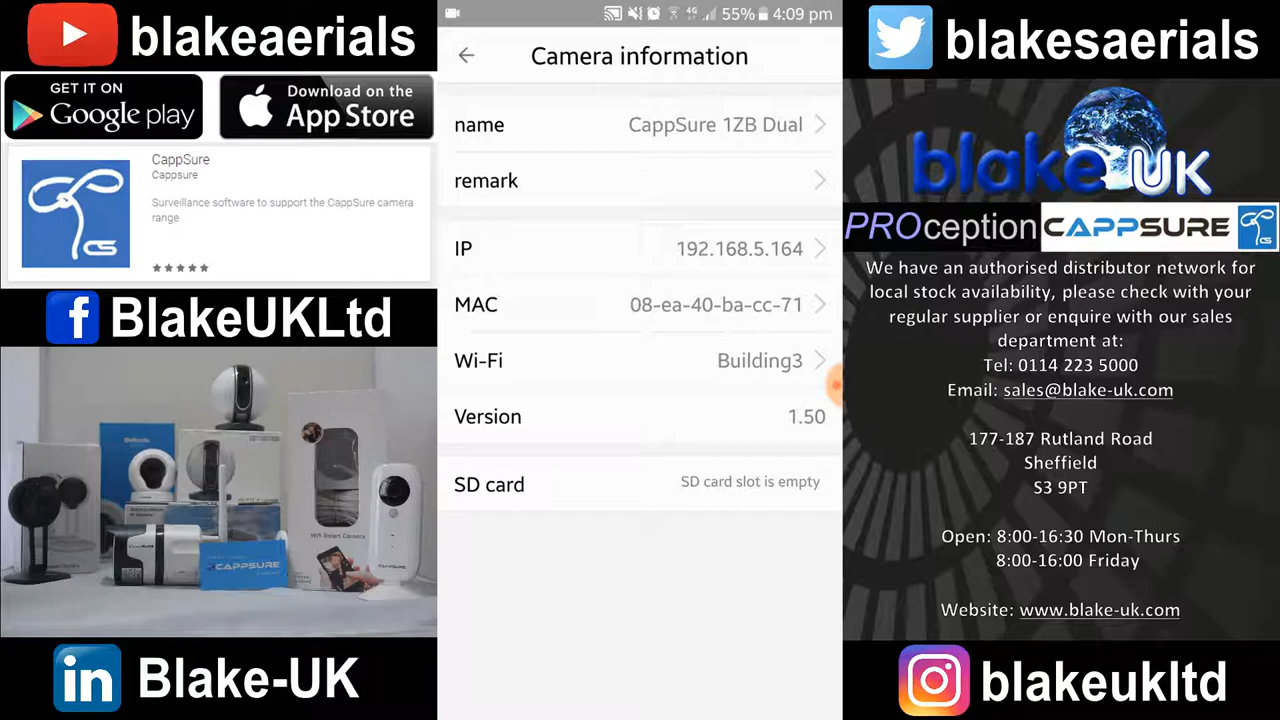 blakeaerials
GET IT ON
Google play
Download on the
App Store
CappSure
Cappsure
Surveillance software to support the CappSure camera
range
CS
BlakeUKLtd
Wifi Smart Camera
CAPPSURE
in Blake-UK
55% 4:09 pm
Camera information
name CappSure 1ZB Dual
remark
IP 192.168.5.164
MAC 08-ea-40-ba-cc-71
Wi-Fi Building3
Version 1.50
SD card SD card slot is empty
blakesaerials
blake UK
PROception CAPPSURE CS
We have an authorised distributor network for
local stock availability, please check with your
regular supplier or enquire with our sales
department at:
Tel: 0114 223 5000
Email: sales@blake-uk.com
177-187 Rutland Road
Sheffield
S3 9PT
Open: 8:00-16:30 Mon-Thurs
8:00-16:00 Friday
Website: www.blake-uk.com
blakeukltd